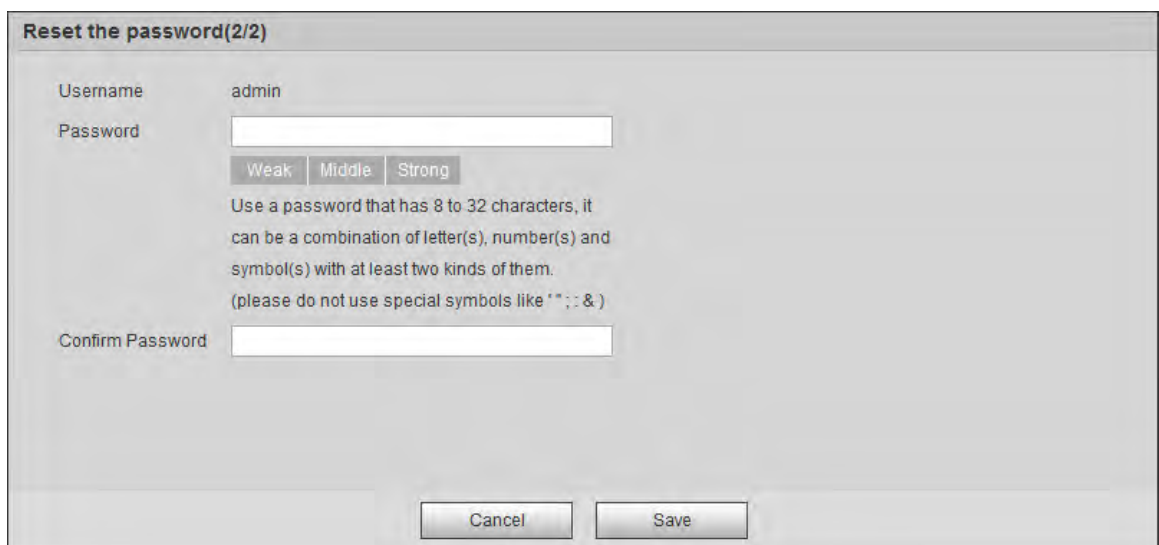 Reset the password(2/2)
Username admin
Password
Weak Middle Strong
Use a password that has 8 to 32 characters, it
can be a combination of letter(s), number(s) and
symbol(s) with at least two kinds of them.
(please do not use special symbols like ' " ; : & )
Confirm Password
Cancel Save